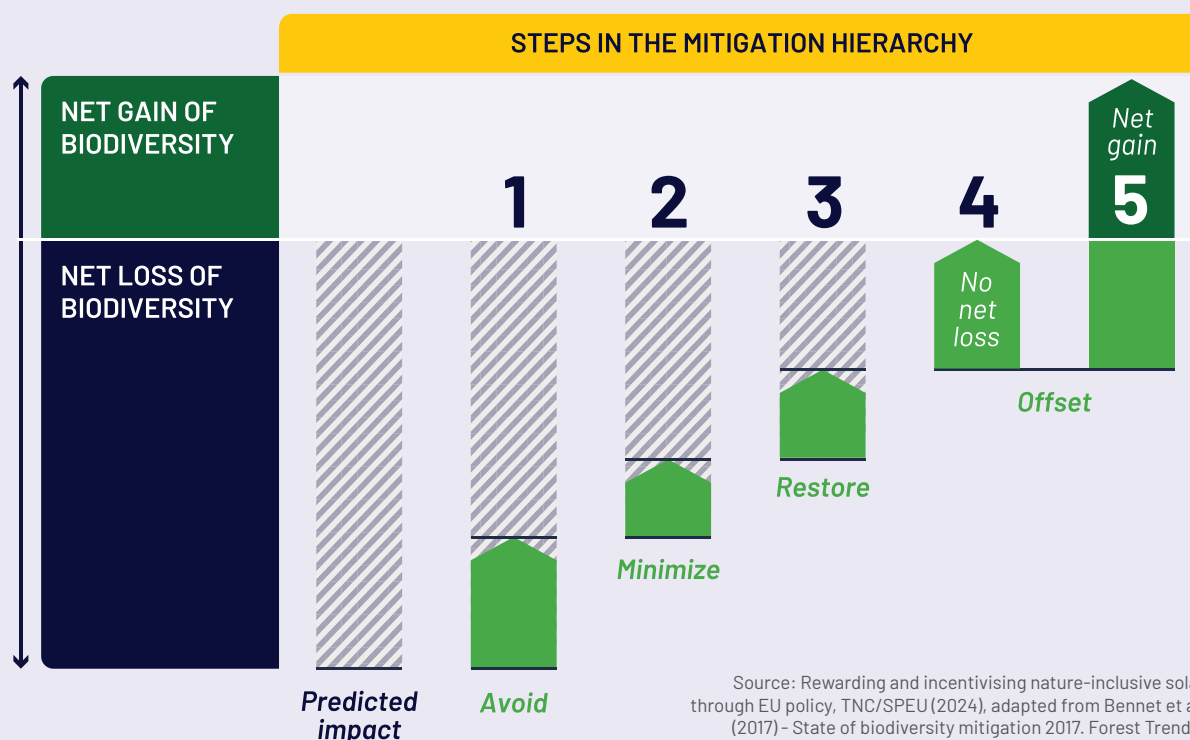 STEPS IN THE MITIGATION HIERARCHY
NET GAIN OF
BIODIVERSITY
Net
gain
1
2
3
4
5
NET LOSS OF
BIODIVERSITY
No
net
loss
Offset
Restore
Minimize
Predicted
impact
Avoid
Source: Rewarding and incentivising nature-inclusive
through EU policy, TNC/SPEU (2024), adapted from Bennet et
(2017) - State of biodiversity mitigation 2017. Forest